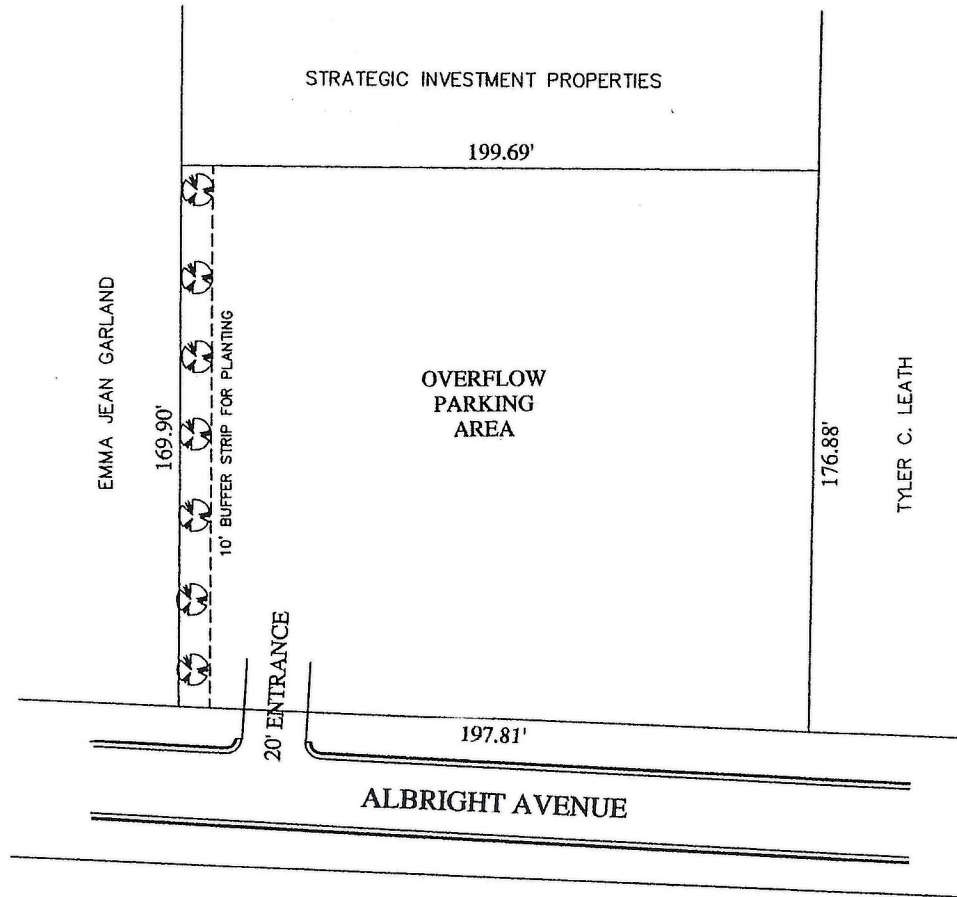 STRATEGIC INVESTMENT PROPERTIES
199.69'
EMMA JEAN GARLAND
169.90'
10' BUFFER STRIP FOR PLANTING
OVERFLOW
PARKING
AREA
176.88'
TYLER C. LEATH
20' ENTRANCE
197.81'
ALBRIGHT AVENUE